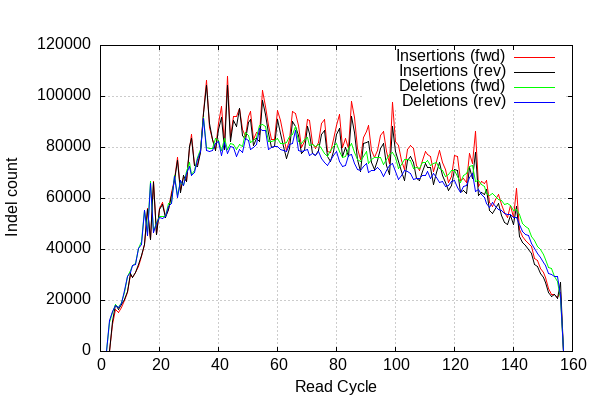 120000
100000
80000
60000
40000
20000
0
Indel count
Insertions (fwd)
Insertions (rev)
Deletions (fwd)
Deletions (rev)
0 20 40 60 80 100 120 140 160
Read Cycle